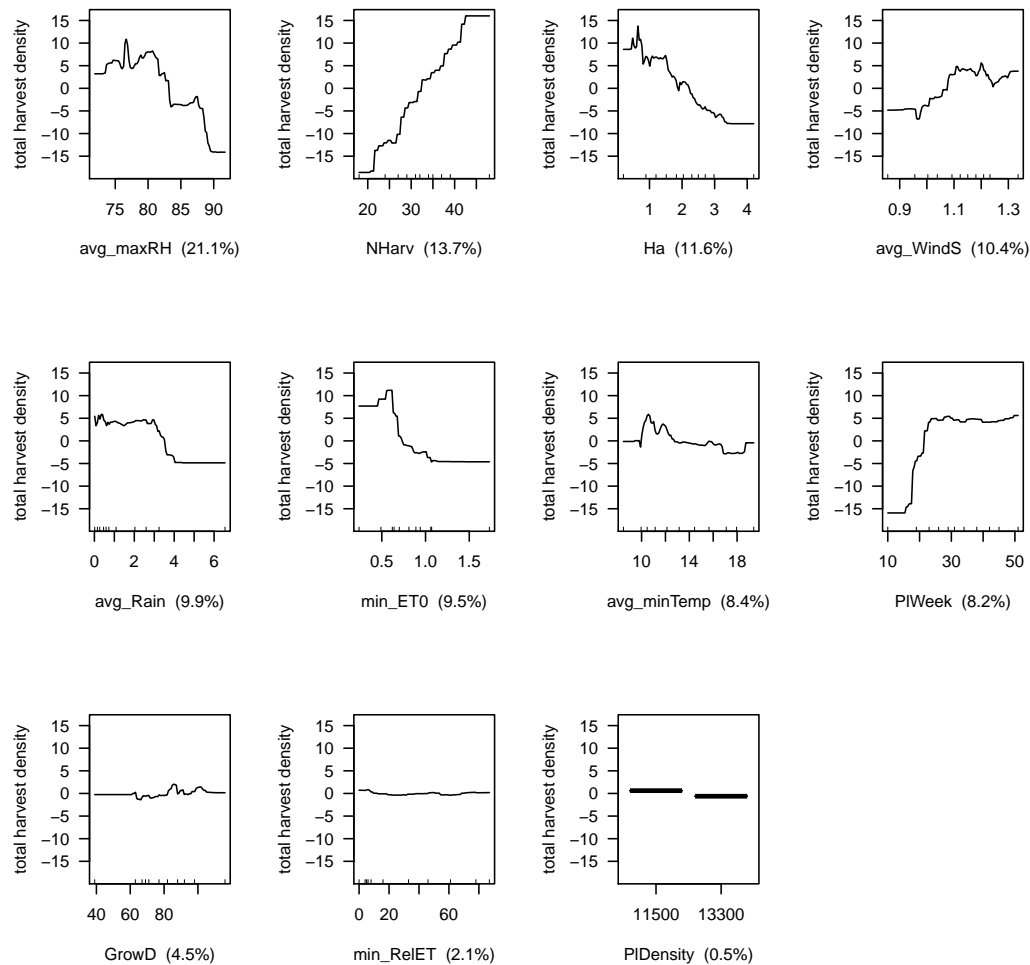 total harvest density
15
10
5
0
−5
−10
−15
75 80 85 90
avg_maxRH (21.1%)
total harvest density
15
10
5
0
−5
−10
−15
20 30 40
NHarv (13.7%)
total harvest density
15
10
5
0
−5
−10
−15
1 2 3 4
Ha (11.6%)
total harvest density
15
10
5
0
−5
−10
−15
0.9 1.1 1.3
avg_WindS (10.4%)
total harvest density
15
10
5
0
−5
−10
−15
0 2 4 6
avg_Rain (9.9%)
total harvest density
15
10
5
0
−5
−10
−15
0.5 1.0 1.5
min_ET0 (9.5%)
total harvest density
15
10
5
0
−5
−10
−15
10 14 18
avg_minTemp (8.4%)
total harvest density
15
10
5
0
−5
−10
−15
10 30 50
PlWeek (8.2%)
total harvest density
15
10
5
0
−5
−10
−15
40 60 80
GrowD (4.5%)
total harvest density
15
10
5
0
−5
−10
−15
0 20 60
min_RelET (2.1%)
total harvest density
15
10
5
0
−5
−10
−15
11500 13300
PlDensity (0.5%)